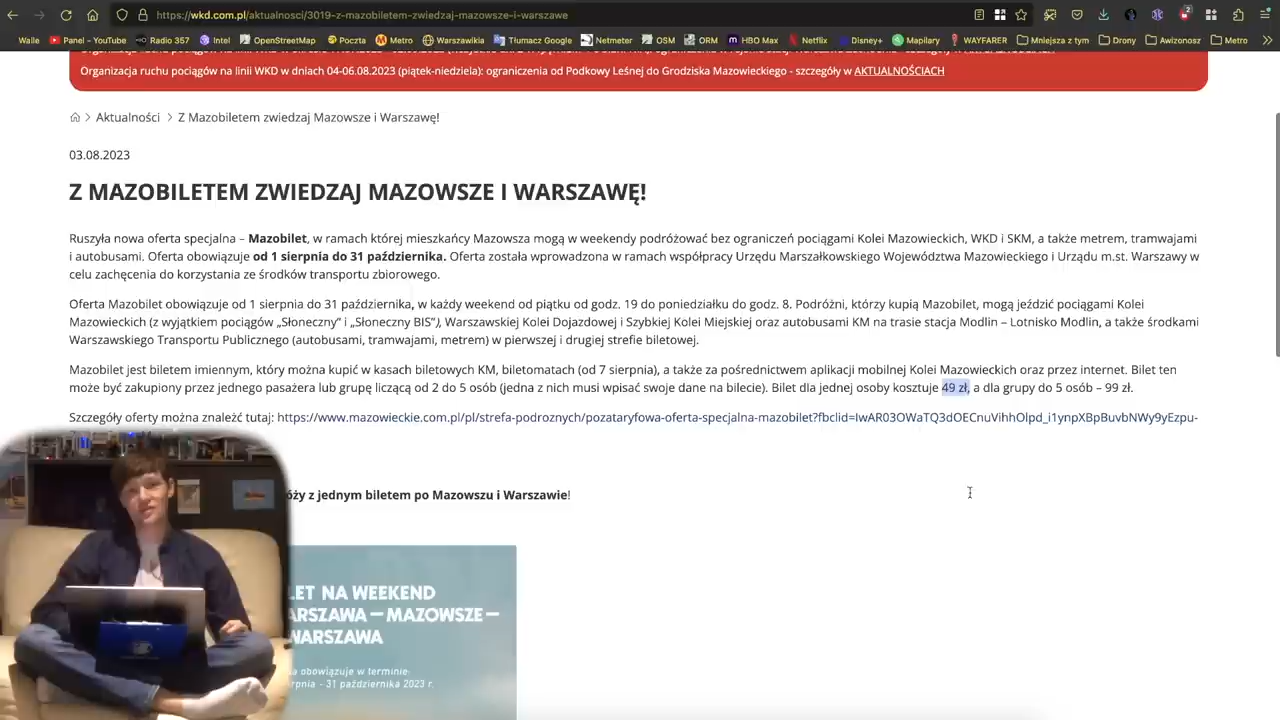 https://wkd.com.pl/aktualnosci/3019-z-mazobiletem-zwiedzaj-mazowsze-i-warszawe
Waile Panel - YouTube Radio 357 Intel OpenStreetMap Poczta Metro Warszawikia Tłumacz Google Netmeter OSM ORM HBO Max Netflix Disney+ Mapilary WAYFARER Mniejsza z tym Drony Awizonosz Metro
Organizacja ruchu pociągów na linii WKD w dniach 04-06.08.2023 (piątek-niedziela): ograniczenia od Podkowy Leśnej do Grodziska Mazowieckiego - szczegóły w AKTUALNOŚCIACH
Aktualności > Z Mazobiletem zwiedzaj Mazowsze i Warszawę!
03.08.2023
Z MAZOBILETEM ZWIEDZAJ MAZOWSZE I WARSZAWĘ!
Ruszyła nowa oferta specjalna – Mazobilet, w ramach której mieszkańcy Mazowsza mogą w weekendy podróżować bez ograniczeń pociągami Kolei Mazowieckich, WKD i SKM, a także metrem, tramwajami
i autobusami. Oferta obowiązuje od 1 sierpnia do 31 października. Oferta została wprowadzona w ramach współpracy Urzędu Marszałkowskiego Województwa Mazowieckiego i Urządu m.st. Warszawy w
celu zachęcenia do korzystania ze środków transportu zbiorowego.
Oferta Mazobilet obowiązuje od 1 sierpnia do 31 października, w każdy weekend od piątku od godz. 19 do poniedziałku do godz. 8. Podróżni, którzy kupią Mazobilet, mogą jeździć pociągami Kolei
Mazowieckich (z wyjątkiem pociągów „Słoneczny” i „Słoneczny BIS”), Warszawskiej Kolei Dojazdowej i Szybkiej Kolei Miejskiej oraz autobusami KM na trasie stacja Modlin – Lotnisko Modlin, a także środkami
Warszawskiego Transportu Publicznego (autobusami, tramwajami, metrem) w pierwszej i drugiej strefie biletowej.
Mazobilet jest biletem imiennym, który można kupić w kasach biletowych KM, biletomatach (od 7 sierpnia), a także za pośrednictwem aplikacji mobilnej Kolei Mazowieckich oraz przez internet. Bilet ten
może być zakupiony przez jednego pasażera lub grupę liczącą od 2 do 5 osób (jedna z nich musi wpisać swoje dane na bilecie). Bilet dla jednej osoby kosztuje 49 zł, a dla grupy do 5 osób – 99 zł.
Szczegóły oferty można znaleźć tutaj: https://www.mazowieckie.com.pl/pl/strefa-podroznych/pozataryfowa-oferta-specjalna-mazobilet?fbclid=IwAR03OWaTQ3dOECnuVihhOlpd_i1ynpXBpBuvbNWy9yEzpu-
óży z jednym biletem po Mazowszu i Warszawie!
LET NA WEEKEND
ARSZAWA – MAZOWSZE –
WARSZAWA
a obowiązuje w terminie:
rpnia - 31 października 2023 r.